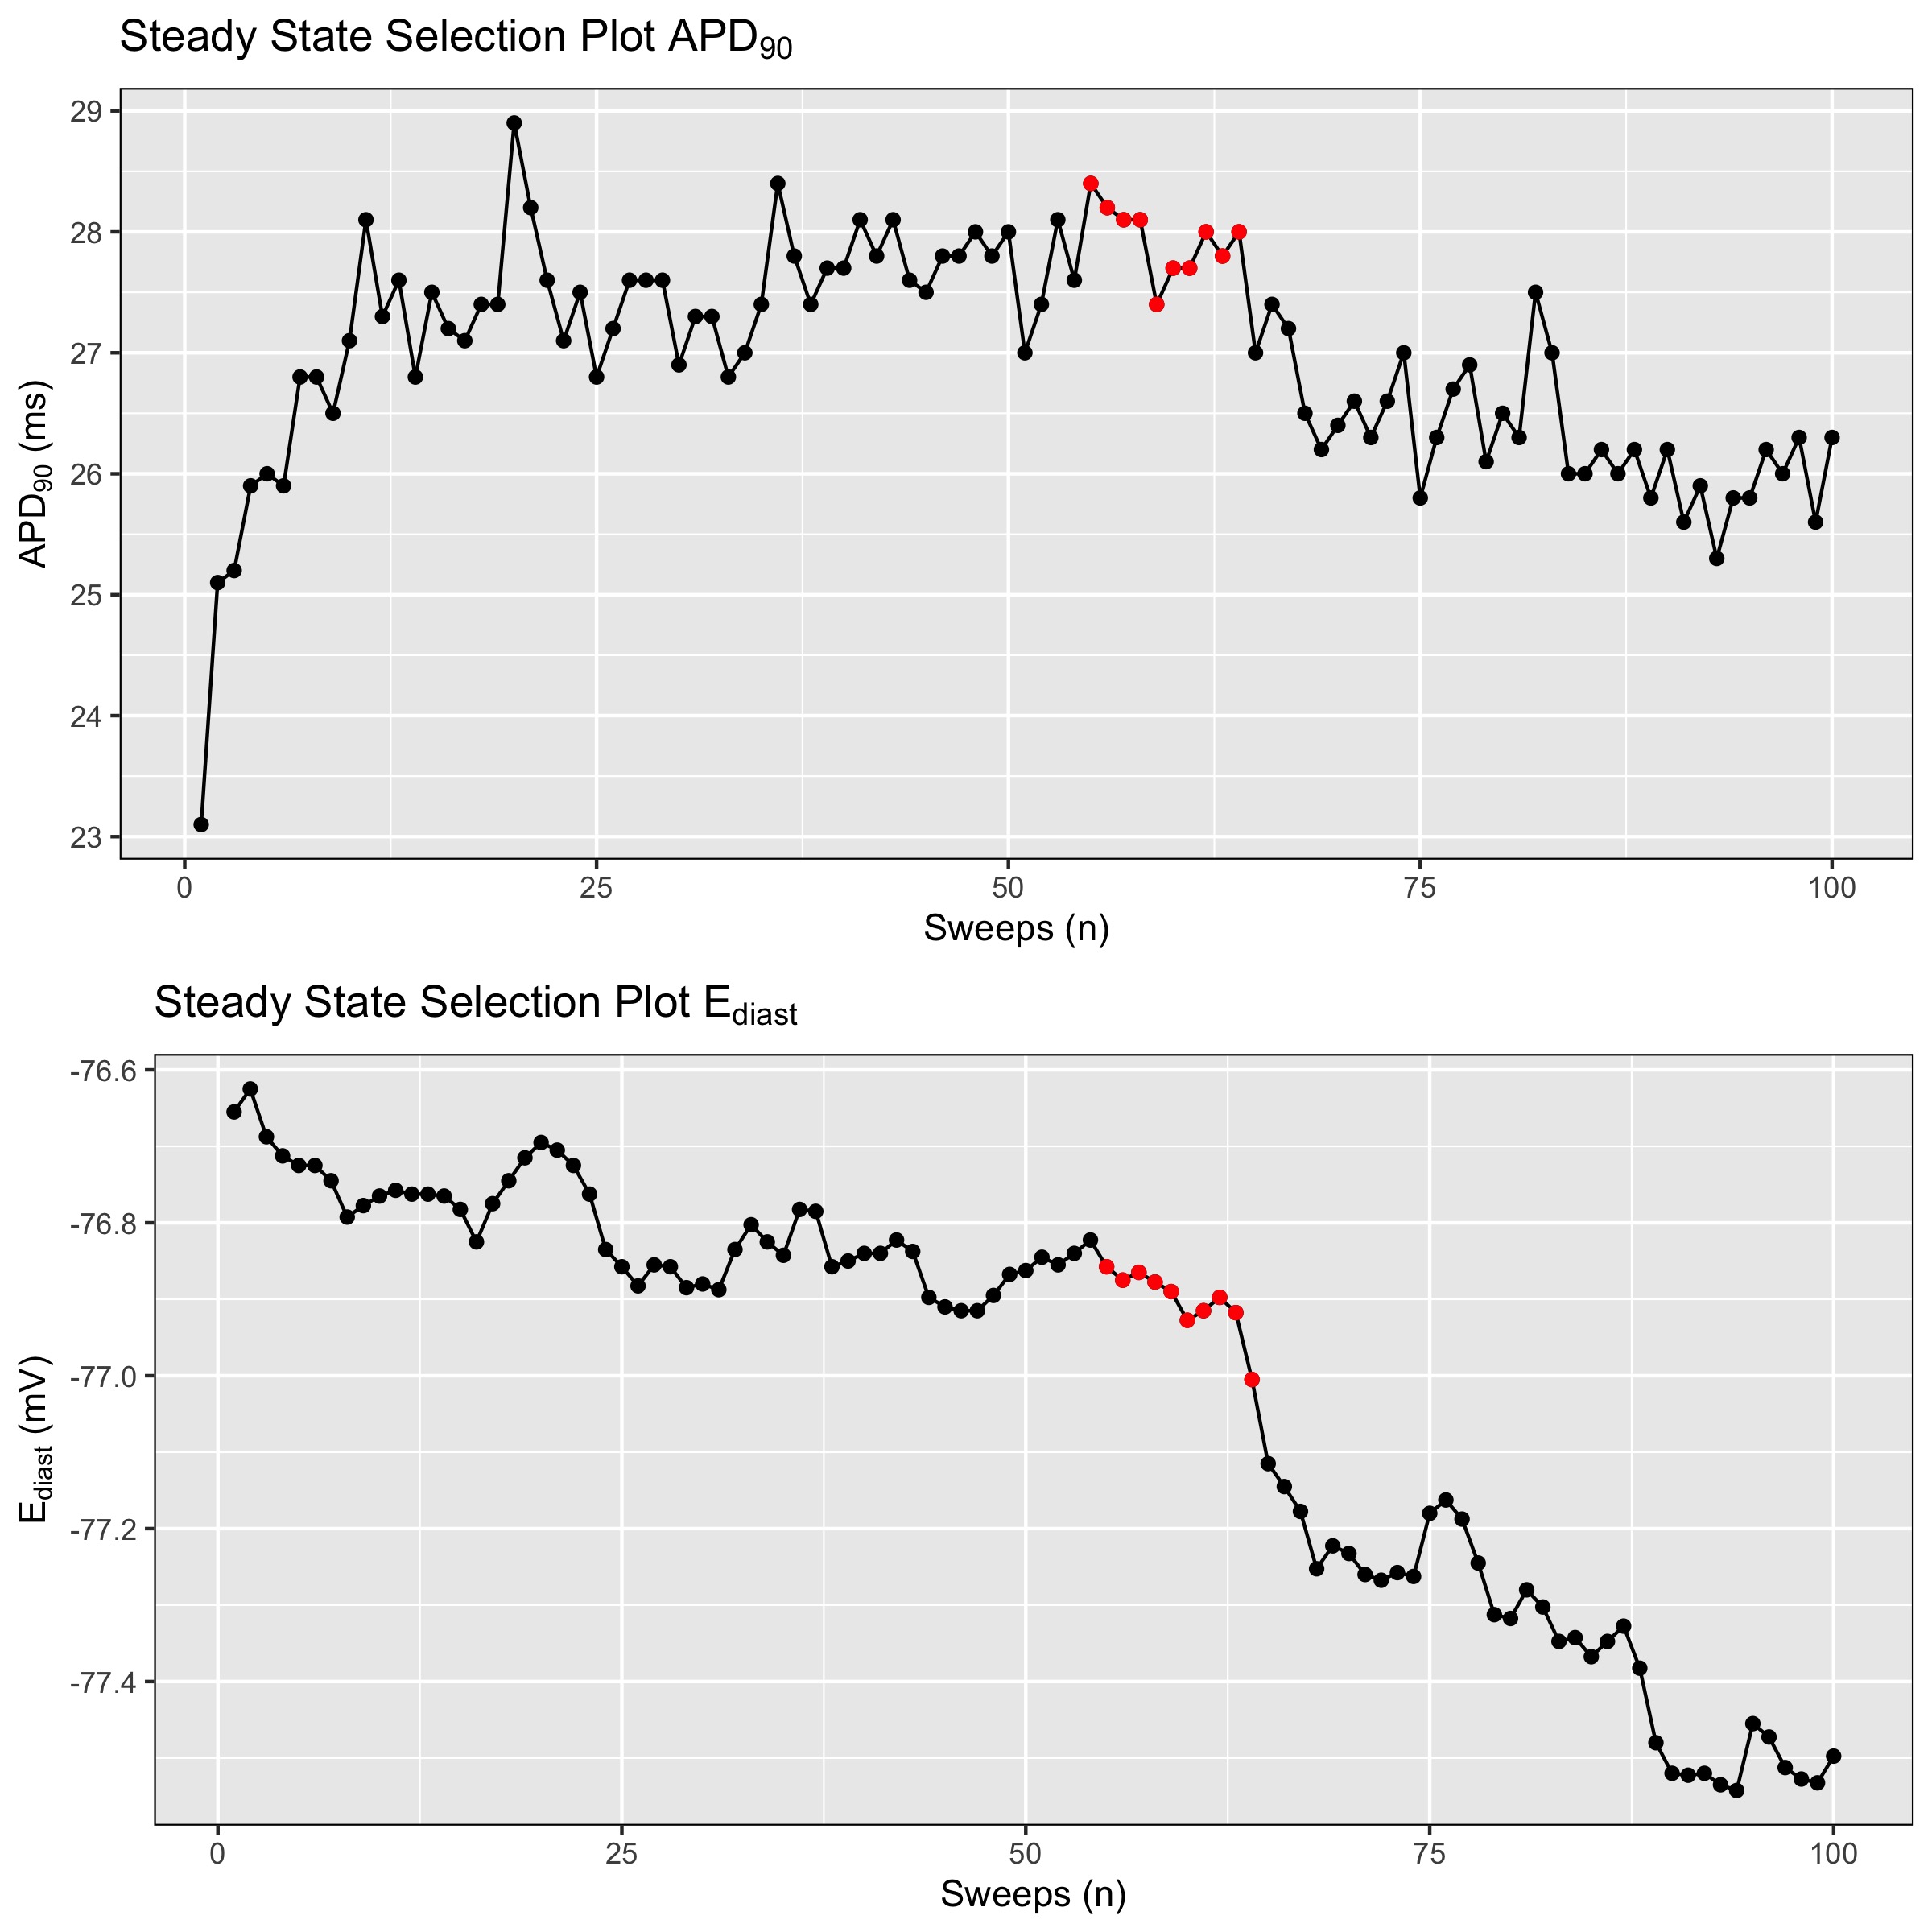 Steady State Selection Plot APD90
29
28
27
26
25
24
23
APD90 (ms)
0 25 50 75 100
Sweeps (n)
Steady State Selection Plot Ediast
-76.6
-76.8
-77.0
-77.2
-77.4
Ediast (mV)
0 25 50 75 100
Sweeps (n)